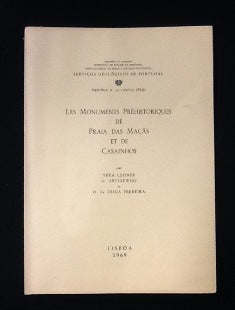 SERVIÇOS GEOLÓGICOS DE PORTUGAL
LES MONUMENTS PRÉHISTORIQUES
DE
PRAIA DAS MAÇÃS
ET DE
CASAINHOS
par
VERA LEISNER
G. ZBYSZEWSKI
et
O. DA VEIGA FERREIRA
LISBOA
1969